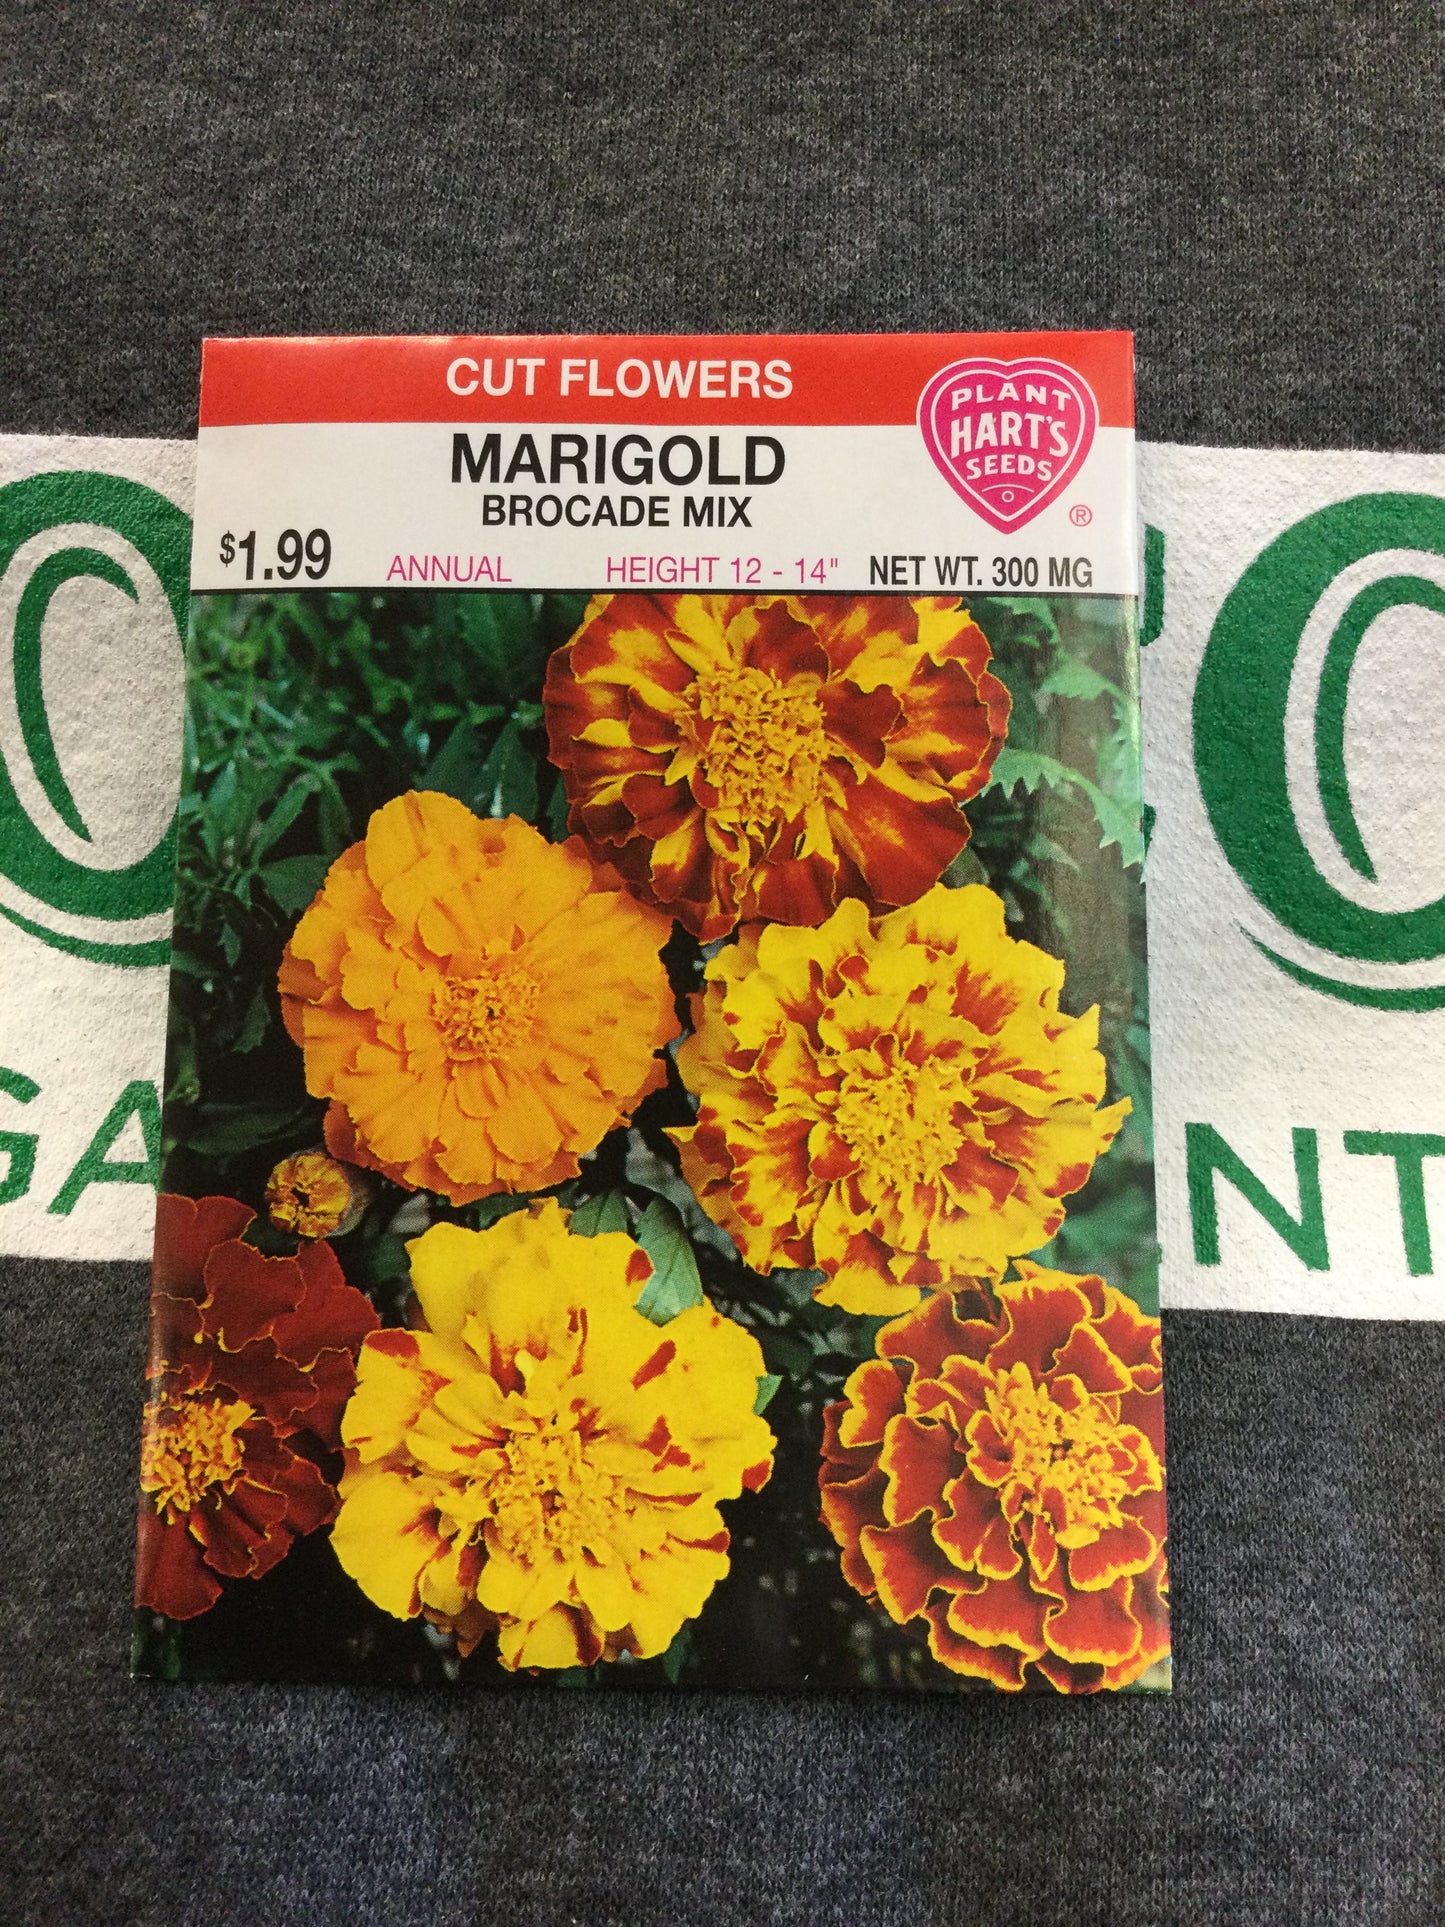 CUT FLOWERS
PLANT
HART'S
SEEDS
®
MARIGOLD
BROCADE MIX
$1.99 ANNUAL HEIGHT 12 - 14" NET WT. 300 MG